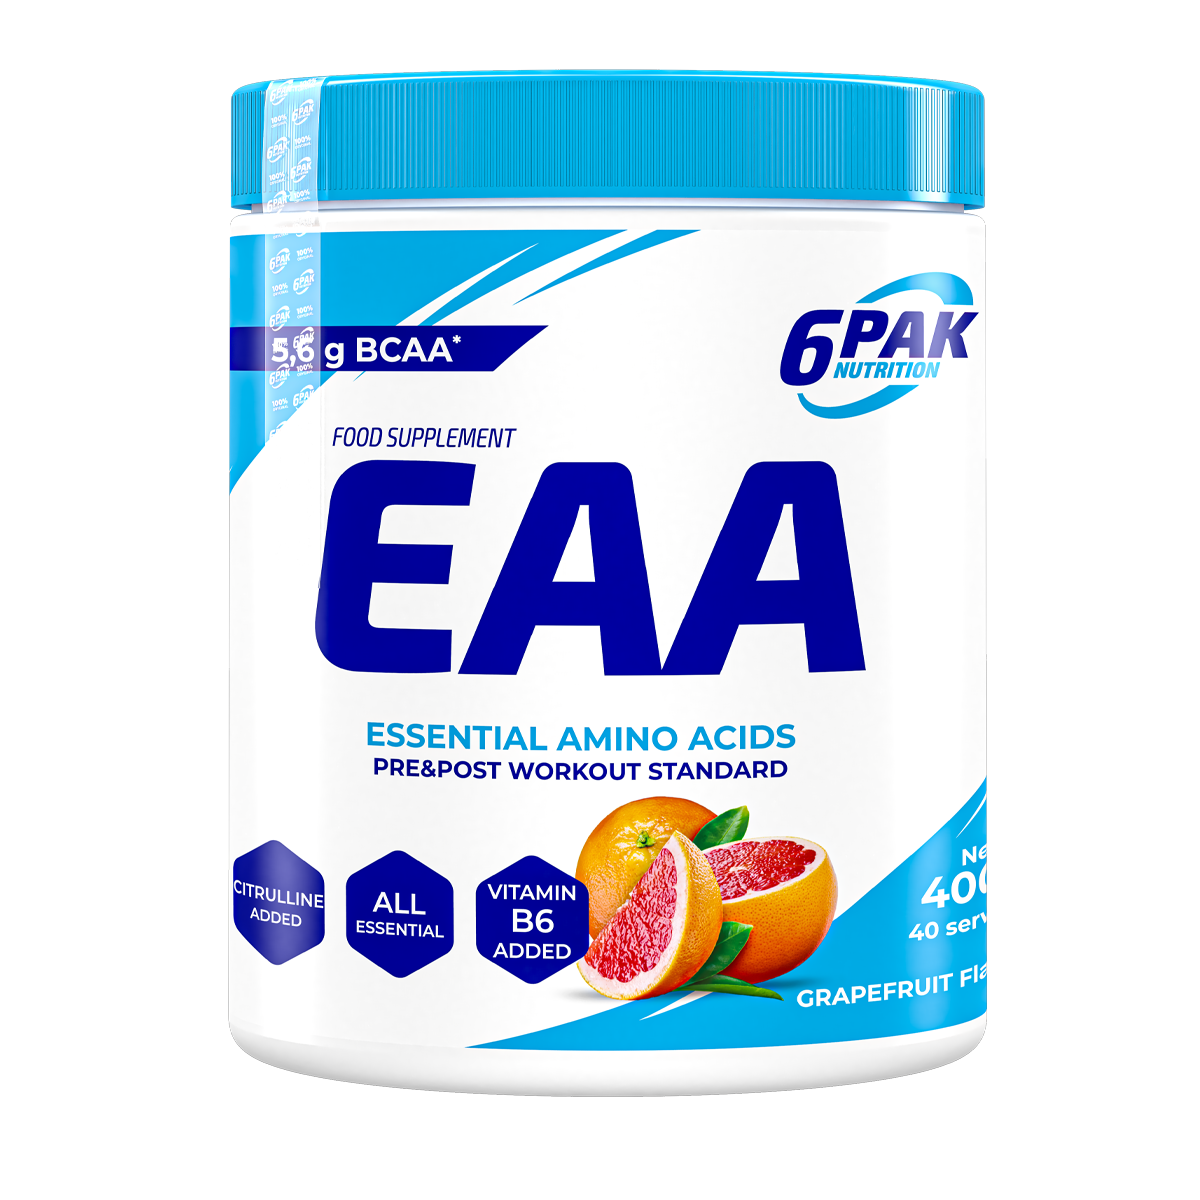 5,6 g BCAA*
6PAK
NUTRITION
FOOD SUPPLEMENT
EAA
ESSENTIAL AMINO ACIDS
PRE&POST WORKOUT STANDARD
CITRULLINE
ADDED
ALL
ESSENTIAL
VITAMIN
B6
ADDED
40
GRAPEFRUIT